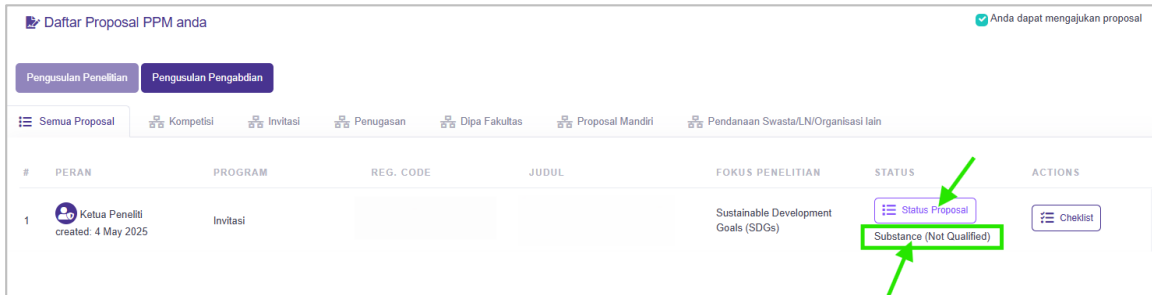 Daftar Proposal PPM anda
Anda dapat mengajukan proposal
Pengusulan Penelitian
Pengusulan Pengabdian
Semua Proposal
Kompetisi
Invitasi
Penugasan
Dipa Fakultas
Proposal Mandiri
Pendanaan Swasta/LN/Organisasi lain
# PERAN PROGRAM REG. CODE JUDUL FOKUS PENELITIAN STATUS ACTIONS
1
Ketua Peneliti
created: 4 May 2025
Invitasi
Sustainable Development
Goals (SDGs)
Status Proposal
Substance (Not Qualified)
Cheklist